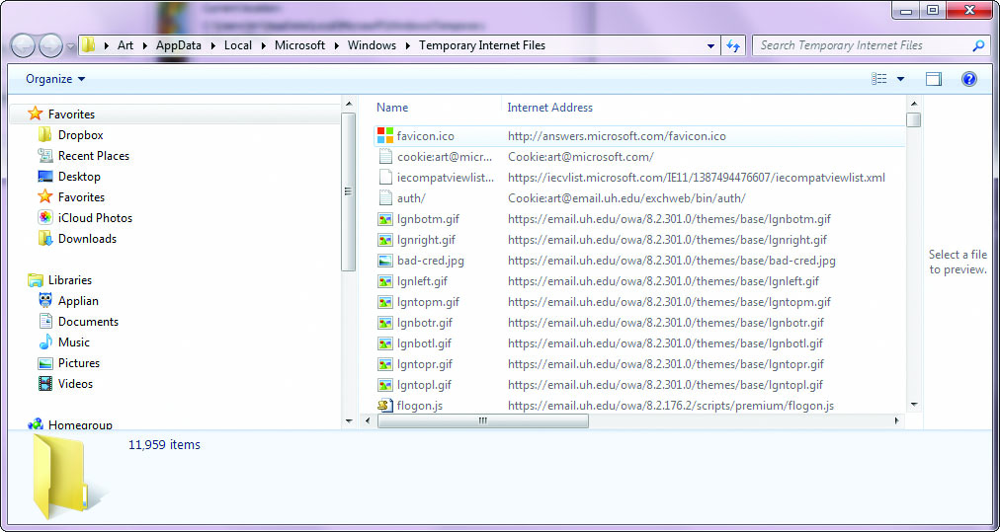 Current location:
Art AppData Local Microsoft Windows Temporary Internet Files Search Temporary Internet Files
Organize
Favorites
Dropbox
Recent Places
Desktop
Favorites
iCloud Photos
Downloads
Libraries
Applian
Documents
Music
Pictures
Videos
Homegroup
Name Internet Address
favicon.ico http://answers.microsoft.com/favicon.ico
cookie:art@micr... Cookie:art@microsoft.com/
iecompatviewlist... https://iecvlist.microsoft.com/IE11/1387494476607/iecompatviewlist.xml
auth/ Cookie:art@email.uh.edu/exchweb/bin/auth/
lgnbotm.gif https://email.uh.edu/owa/8.2.301.0/themes/base/lgnbotm.gif
lgnright.gif https://email.uh.edu/owa/8.2.301.0/themes/base/lgnright.gif
bad-cred.jpg https://email.uh.edu/owa/8.2.301.0/themes/base/bad-cred.jpg
lgnleft.gif https://email.uh.edu/owa/8.2.301.0/themes/base/lgnleft.gif
lgntopm.gif https://email.uh.edu/owa/8.2.301.0/themes/base/lgntopm.gif
lgnbotr.gif https://email.uh.edu/owa/8.2.301.0/themes/base/lgnbotr.gif
lgnbotl.gif https://email.uh.edu/owa/8.2.301.0/themes/base/lgnbotl.gif
lgntopr.gif https://email.uh.edu/owa/8.2.301.0/themes/base/lgntopr.gif
lgntopl.gif https://email.uh.edu/owa/8.2.301.0/themes/base/lgntopl.gif
flogon.js https://email.uh.edu/owa/8.2.176.2/scripts/premium/flogon.js
Select a file
to preview.
11,959 items